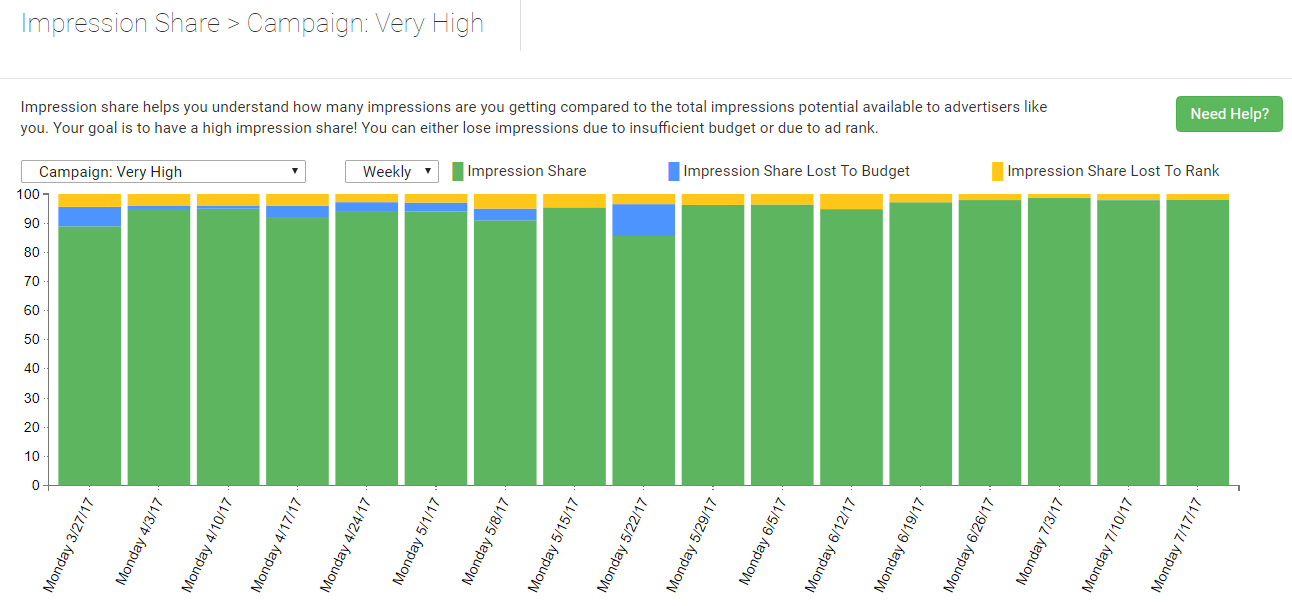 Impression Share > Campaign: Very High
Impression share helps you understand how many impressions are you getting compared to the total impressions potential available to advertisers like
you. Your goal is to have a high impression share! You can either lose impressions due to insufficient budget or due to ad rank.
Need Help?
Campaign: Very High
Weekly
Impression Share
Impression Share Lost To Budget
Impression Share Lost To Rank
100
90
80
70
60
50
40
30
20
10
0
Monday 3/27/17
Monday 4/3/17
Monday 4/10/17
Monday 4/17/17
Monday 4/24/17
Monday 5/1/17
Monday 5/8/17
Monday 5/15/17
Monday 5/22/17
Monday 5/29/17
Monday 6/5/17
Monday 6/12/17
Monday 6/19/17
Monday 6/26/17
Monday 7/3/17
Monday 7/10/17
Monday 7/17/17